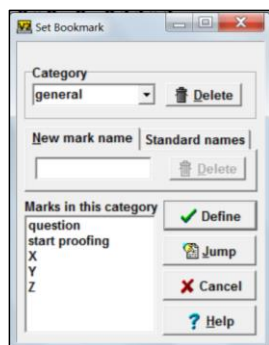 V2 Set Bookmark
Category
general
Delete
New mark name
Standard names
Delete
Marks in this category
question
start proofing
X
Y
Z
Define
Jump
Cancel
? Help